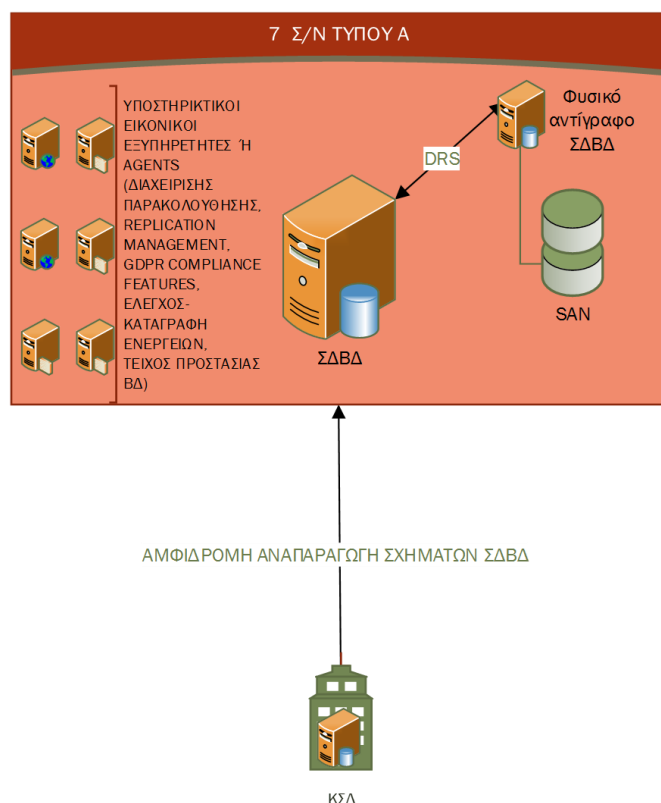 7 Σ/Ν ΤΥΠΟΥ Α
ΥΠΟΣΤΗΡΙΚΤΙΚΟΙ
ΕΙΚΟΝΙΚΟΙ
ΕΞΥΠΗΡΕΤΗΤΕΣ Ή
AGENTS
(ΔΙΑΧΕΙΡΙΣΗΣ
ΠΑΡΑΚΟΛΟΥΘΗΣΗΣ,
REPLICATION
MANAGEMENT,
GDPR COMPLIANCE
FEATURES,
ΕΛΕΓΧΟΣ-
ΚΑΤΑΓΡΑΦΗ
ΕΝΕΡΓΕΙΩΝ,
ΤΕΙΧΟΣ ΠΡΟΣΤΑΣΙΑΣ
ΒΔ)
Φυσικό
αντίγραφο
ΣΔΒΔ
DRS
SAN
ΣΔΒΔ
ΑΜΦΙΔΡΟΜΗ ΑΝΑΠΑΡΑΓΩΓΗ ΣΧΗΜΑΤΩΝ ΣΔΒΔ